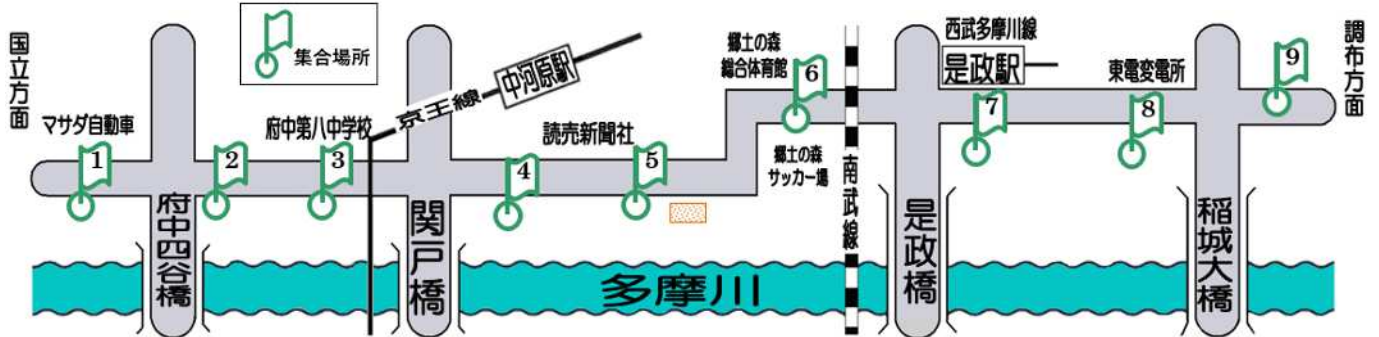 国立方面
集合場所
中河原駅
京王線
郷土の森
総合体育館
西武多摩川線
是政駅
東電変電所
調布方面
マサダ自動車
府中第八中学校
読売新聞社
郷土の森
サッカー場
南武線
1
2
3
4
5
6
7
8
9
府中四谷橋
関戸橋
是政橋
稲城大橋
多摩川